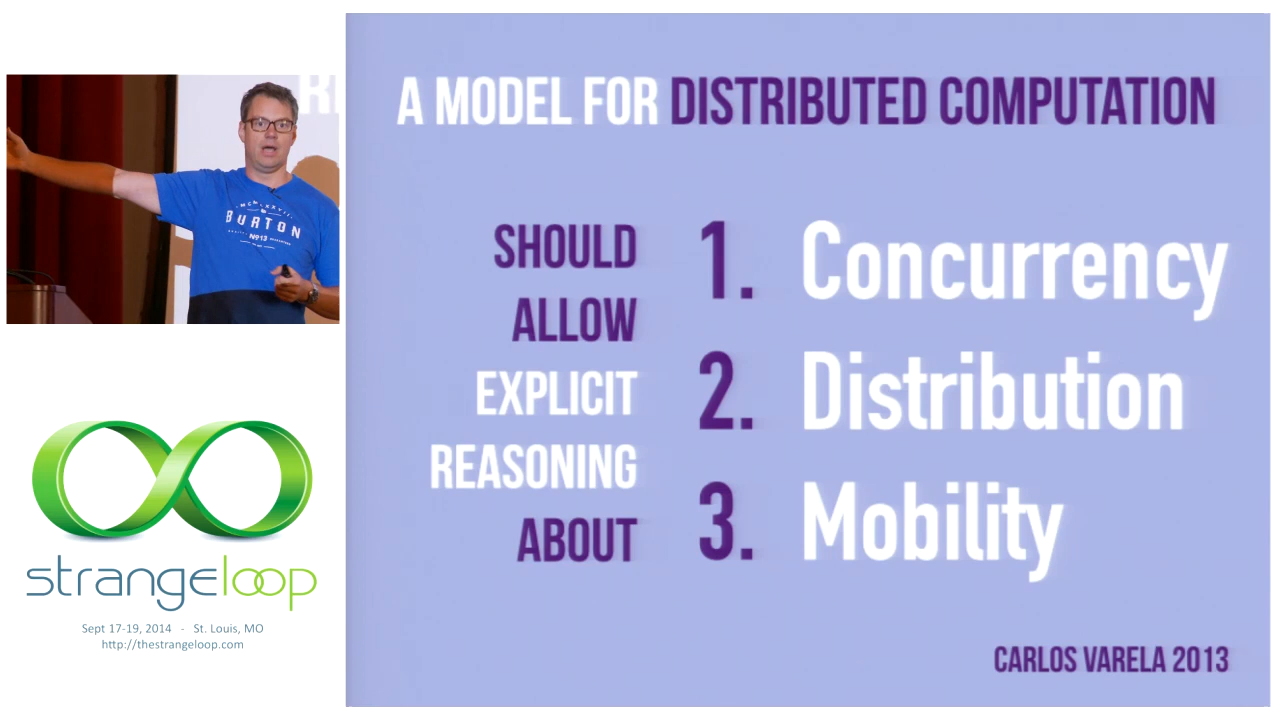 BURTON
Nº13
strangeloop
Sept 17-19, 2014 - St. Louis, MO
http://thestrangeloop.com
A MODEL FOR DISTRIBUTED COMPUTATION
SHOULD
ALLOW
EXPLICIT
REASONING
ABOUT
1. Concurrency
2. Distribution
3. Mobility
CARLOS VARELA 2013